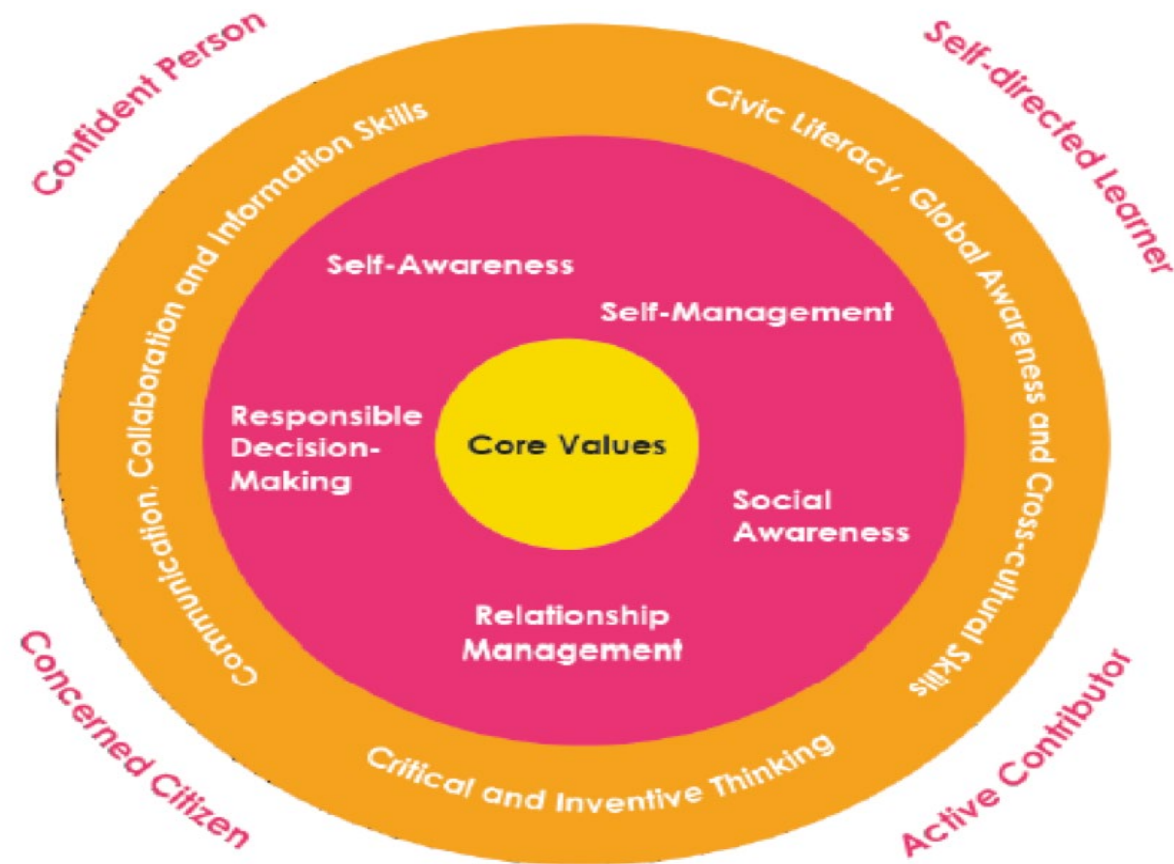 Confident Person
Self-directed Learner
Communication, Collaboration and Information Skills
Civic Literacy, Global Awareness and Cross-cultural Skills
Self-Awareness
Self-Management
Responsible
Decision-
Making
Core Values
Social
Awareness
Relationship
Management
Critical and Inventive Thinking
Concerned Citizen
Active Contributor